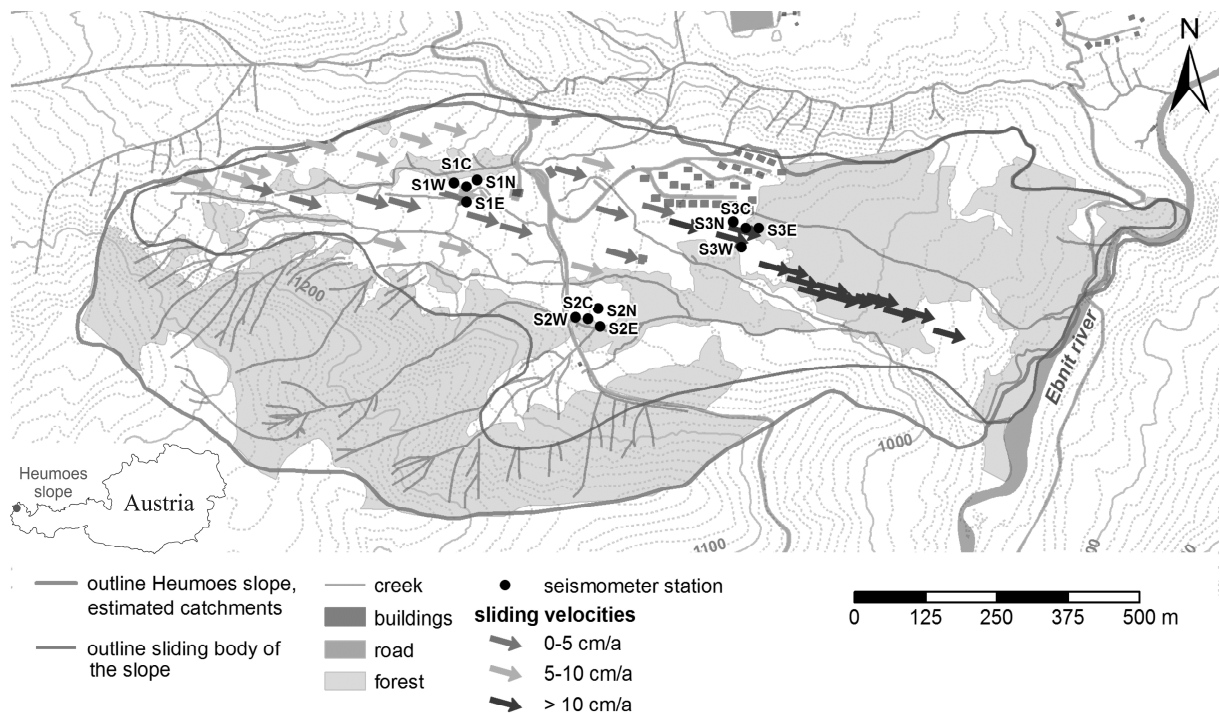 N
S1C
S1W
S1N
S1E
S3C
S3N
S3E
S3W
1200
S2C
S2N
S2W
S2E
Ebnit river
1000
1100
Heumoes
slope
Austria
outline Heumoes slope,
estimated catchments
outline sliding body of
the slope
creek
buildings
road
forest
seismometer station
sliding velocities
0-5 cm/a
5-10 cm/a
> 10 cm/a
0 125 250 375 500 m